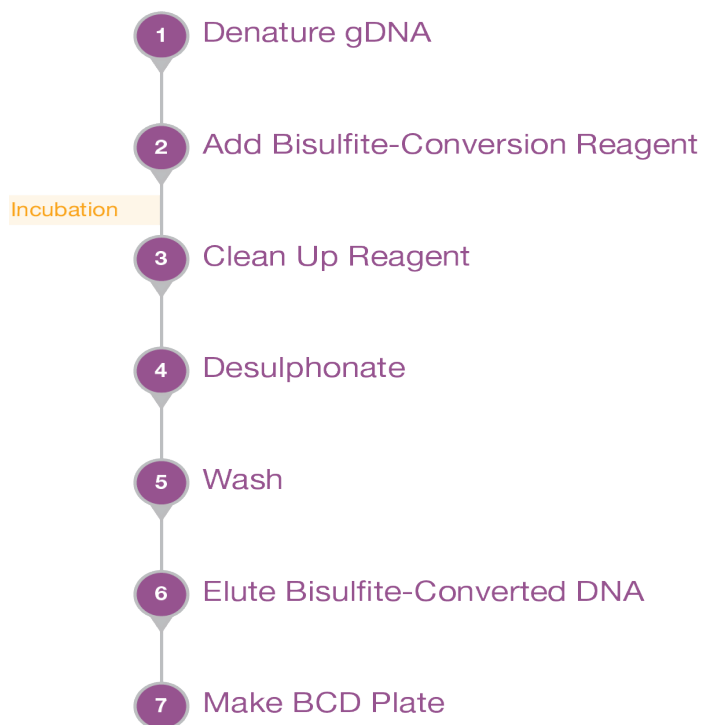 1 Denature gDNA
2 Add Bisulfite-Conversion Reagent
Incubation
3 Clean Up Reagent
4 Desulphonate
5 Wash
6 Elute Bisulfite-Converted DNA
7 Make BCD Plate